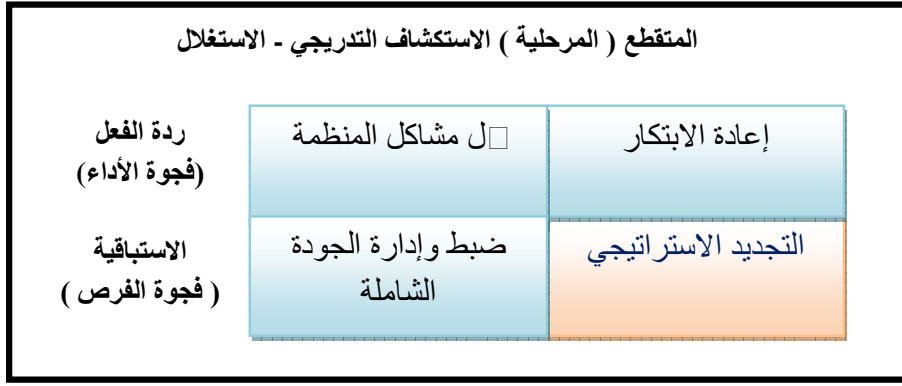 المتقطع ( المرحلية ) الاستكشاف التدريجي - الاستغلال
إعادة الابتكار
□ل مشاكل المنظمة
ردة الفعل
(فجوة الأداء)
التجديد الاستراتيجي
ضبط وإدارة الجودة
الشاملة
الاستباقية
( فجوة الفرص )